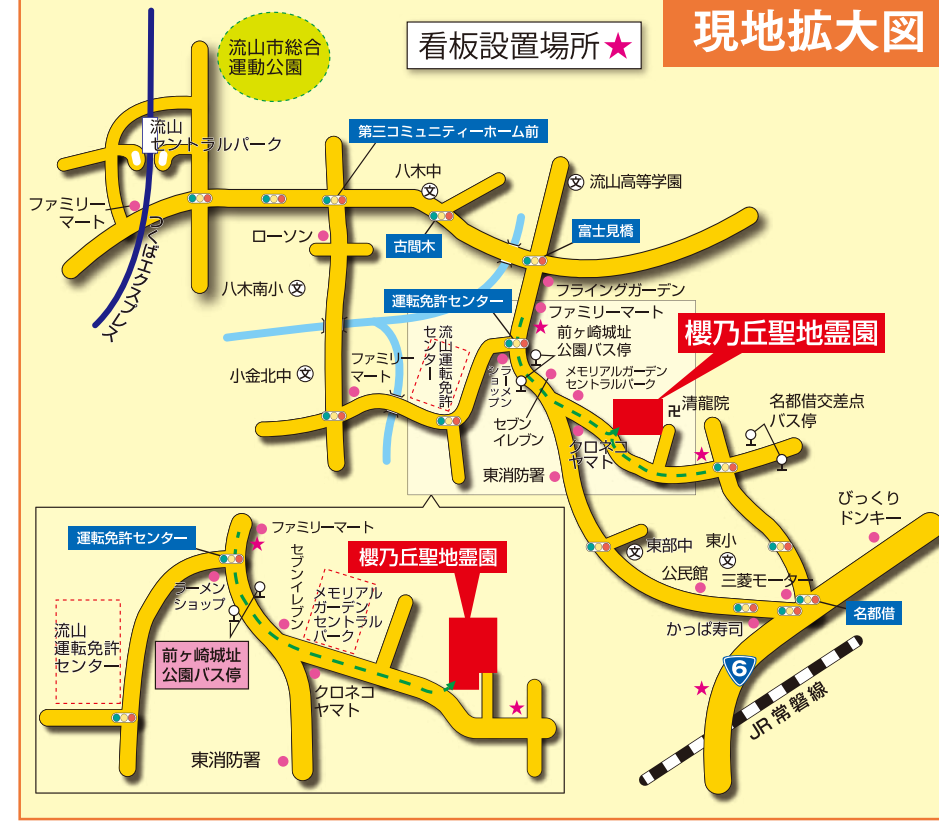 現地拡大図
看板設置場所★
流山市総合
運動公園
流山
セントラルパーク
第三コミュニティーホーム前
八木中
文
文
流山高等学園
ファミリー
マート
つくばエクスプレス
ローソン
古間木
富士見橋
八木南小
文
運転免許センター
フライングガーデン
ファミリーマート
前ヶ崎城址
公園バス停
櫻乃丘聖地霊園
流山運転免許
センター
小金北中
文
ファミリー
マート
ラーメン
ショップ
メモリアルガーデン
セントラルパーク
卍
清龍院
名都借交差点
バス停
セブン
イレブン
クロネコ
ヤマト
東消防署
びっくり
ドンキー
文
東部中
東小
文
公民館
三菱モーター
名都借
かっぱ寿司
6
JR常磐線
運転免許センター
ファミリーマート
セブンイレブン
櫻乃丘聖地霊園
ラーメン
ショップ
メモリアル
ガーデン
セントラル
パーク
流山
運転免許
センター
前ヶ崎城址
公園バス停
クロネコ
ヤマト
東消防署